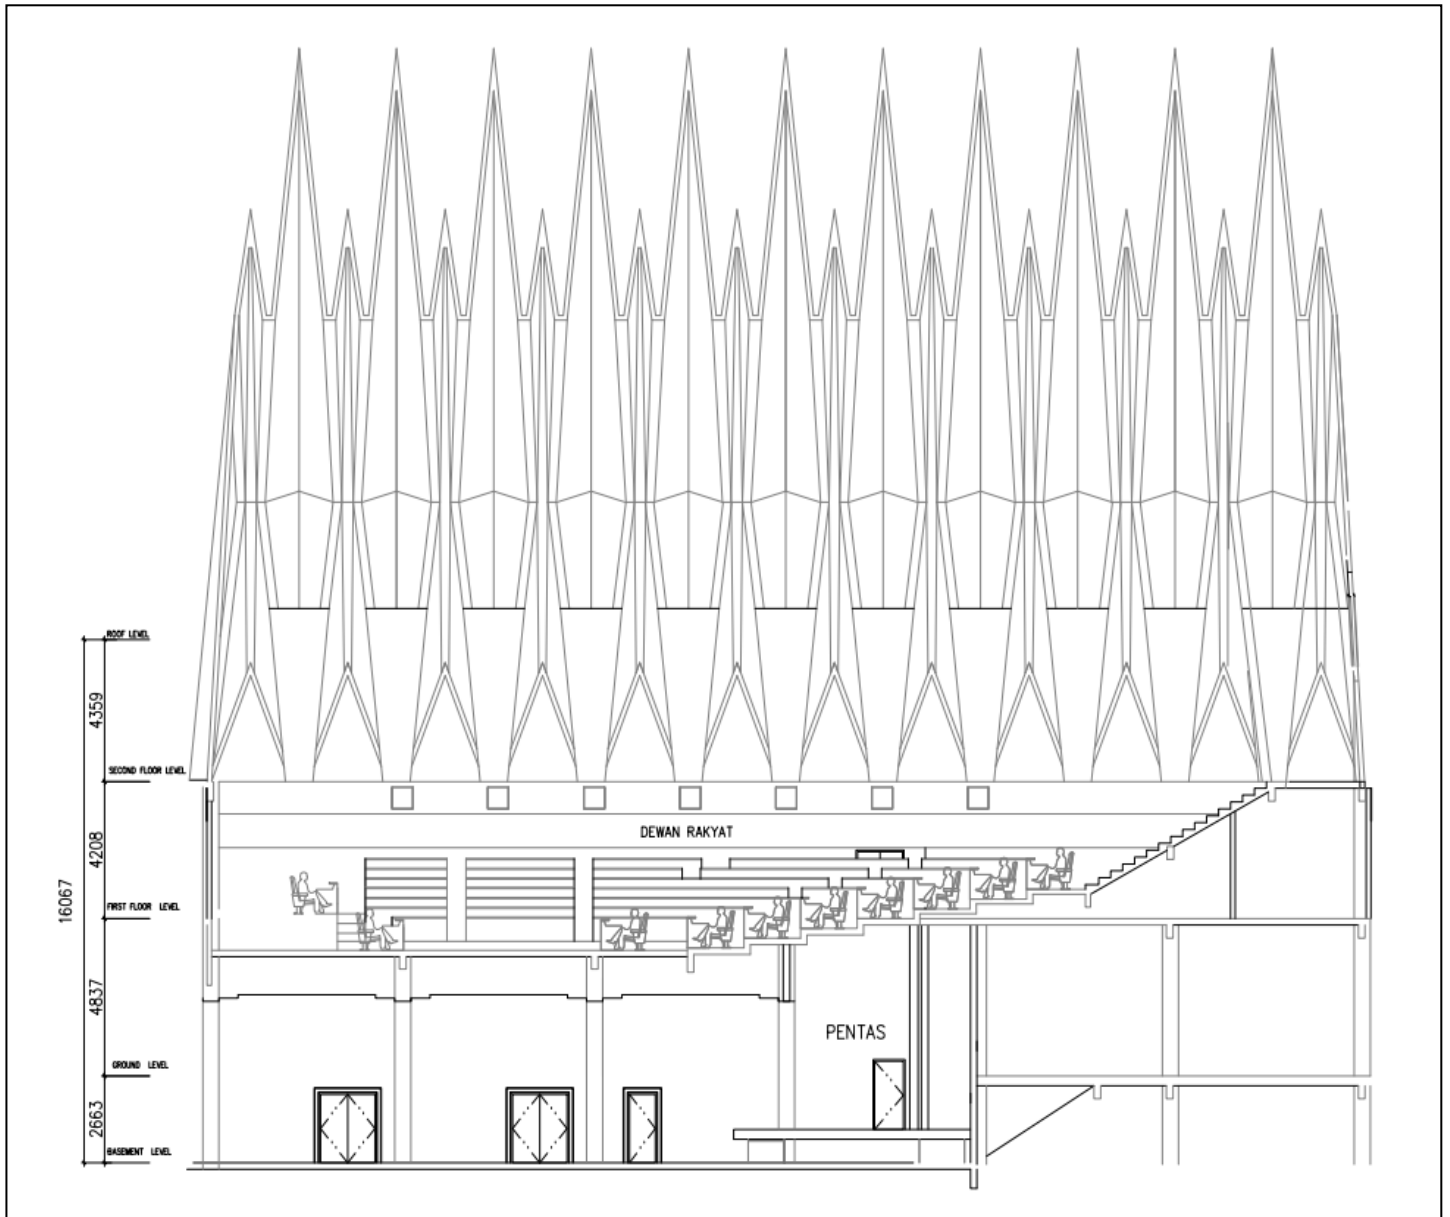 ROOF LEVEL
4359
SECOND FLOOR LEVEL
DEWAN RAKYAT
4208
16067
FIRST FLOOR LEVEL
4837
PENTAS
GROUND LEVEL
2663
BASEMENT LEVEL